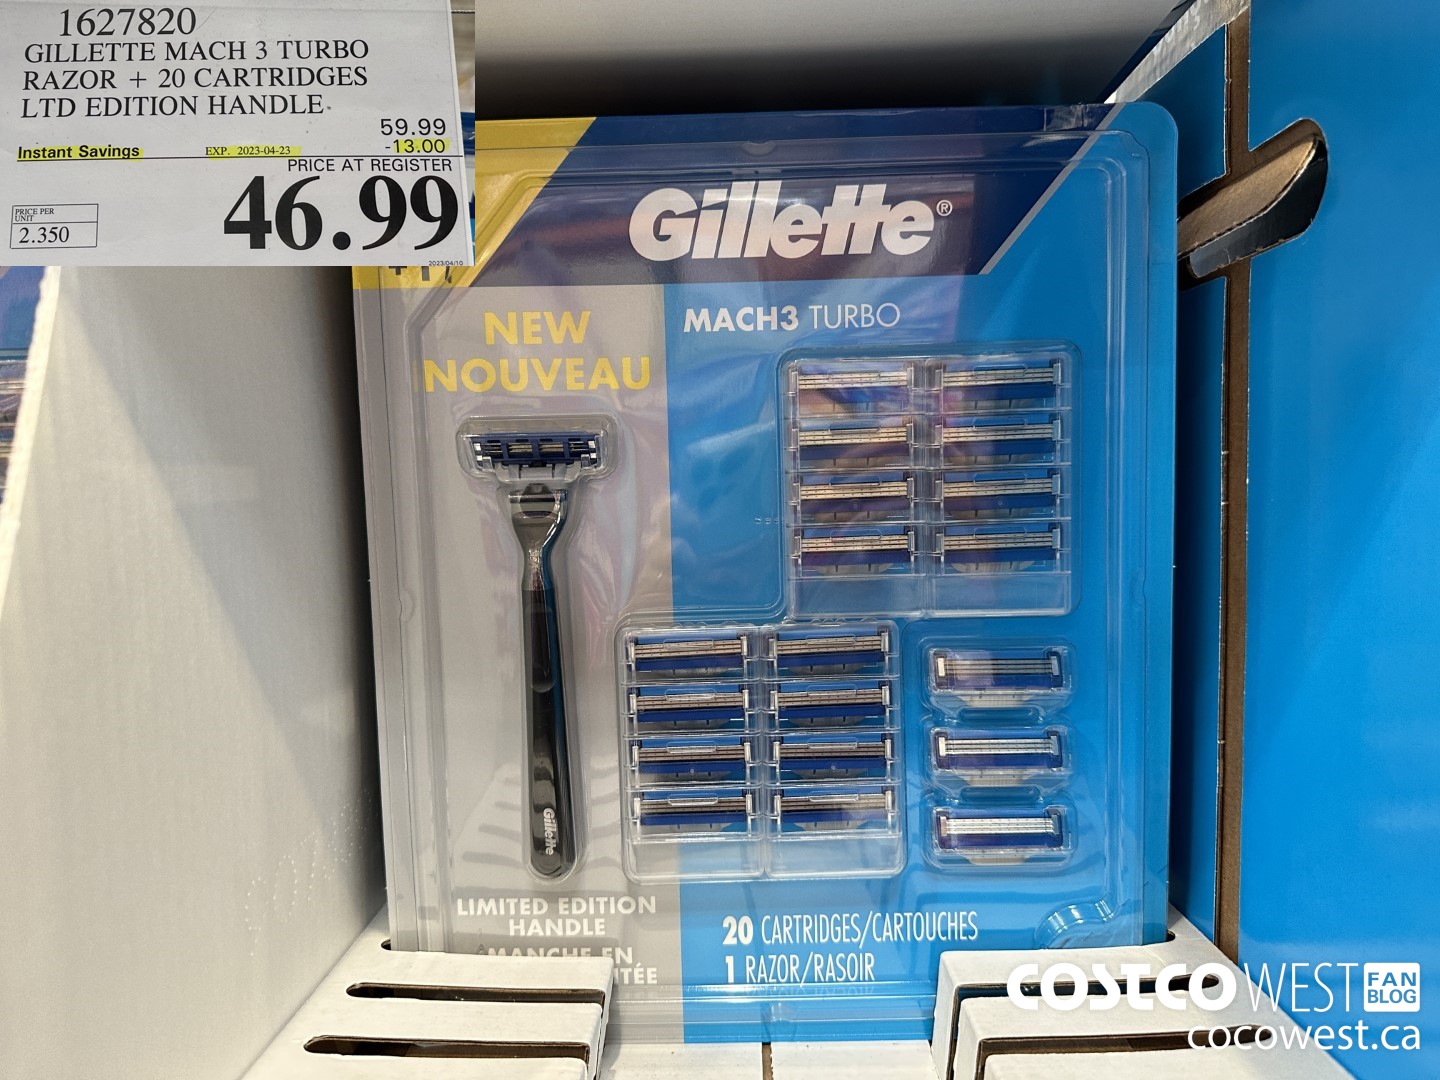 1627820
GILLETTE MACH 3 TURBO
RAZOR + 20 CARTRIDGES
LTD EDITION HANDLE
59.99
Instant Savings EXP. 2023-04-23 -13.00
PRICE AT REGISTER
46.99
PRICE PER
UNIT
2.350
2023/04/10
Gillette®
NEW
NOUVEAU
MACH3 TURBO
Gillette
LIMITED EDITION
HANDLE
MANCHE EN
20 CARTRIDGES/CARTOUCHES
1 RAZOR/RASOIR
COSTCO WEST FAN BLOG
cocowest.ca